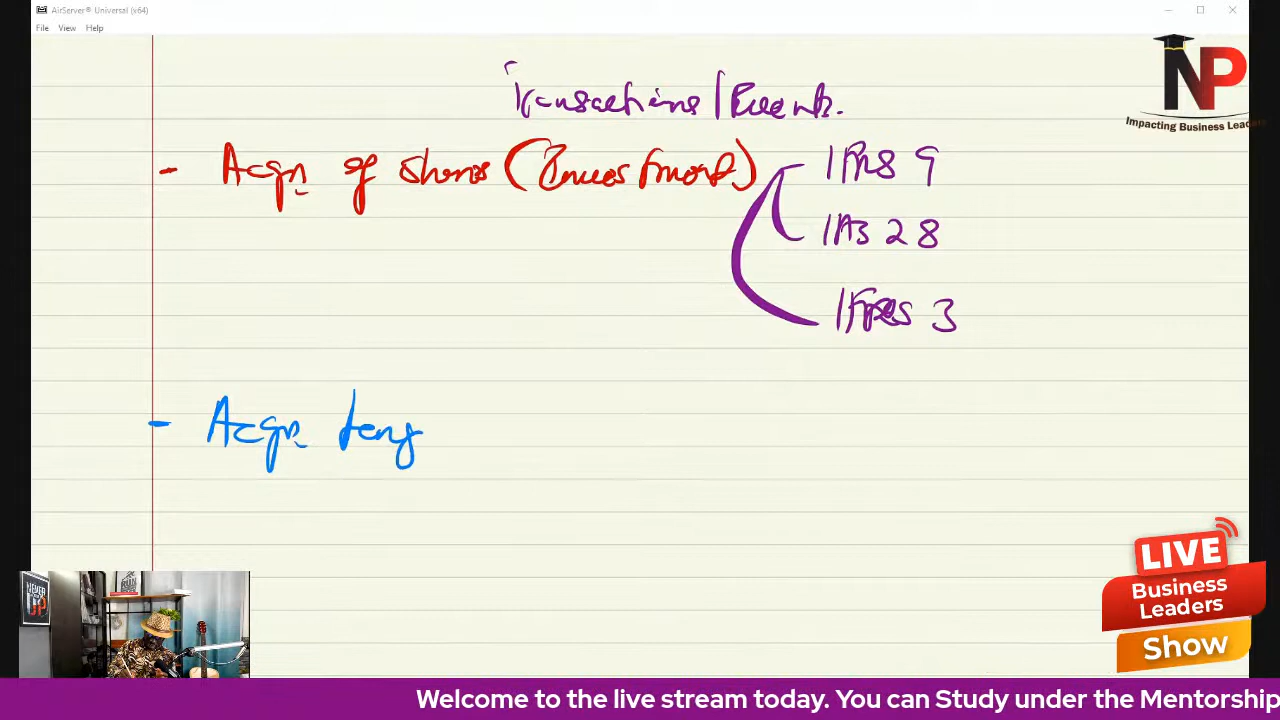 AirServer® Universal (x64)
File View Help
Transactions / Events.
- Acqn of shares (Investment)
IFRS 9
IAS 28
IFRS 3
- Acqn
NP
Impacting Business Leaders
LIVE
Business
Leaders
Show
Welcome to the live stream today. You can Study under the Mentorship